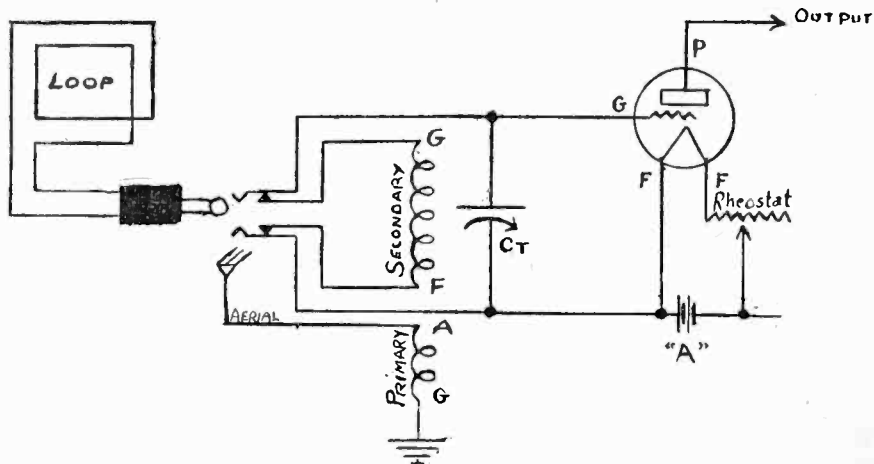 OUTPUT
P
LOOP
G
G
F
F
Rheostat
SECONDARY
CT
F
AERIAL
A
"A"
PRIMARY
G